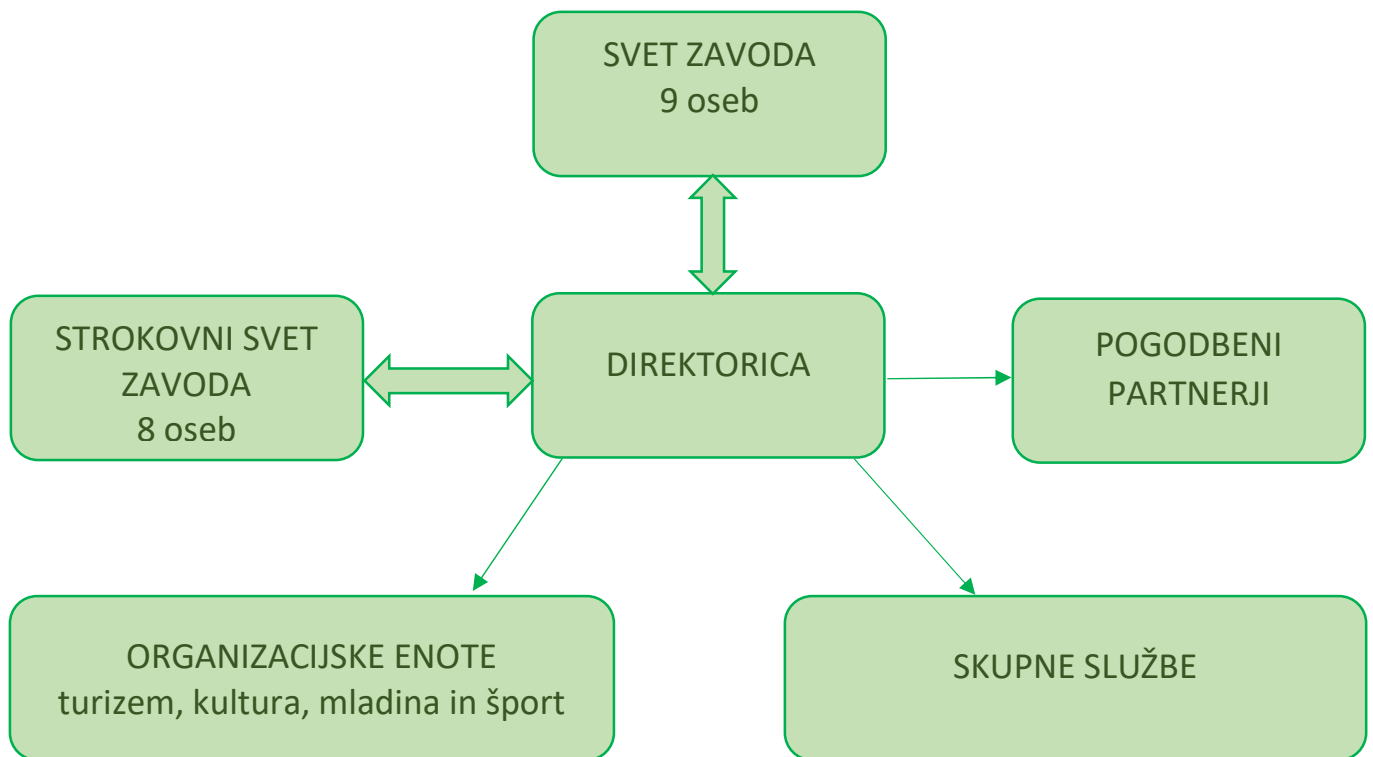 SVET ZAVODA
9 oseb
STROKOVNI SVET
ZAVODA
8 oseb
DIREKTORICA
POGODBENI
PARTNERJI
ORGANIZACIJSKE ENOTE
turizem, kultura, mladina in šport
SKUPNE SLUŽBE